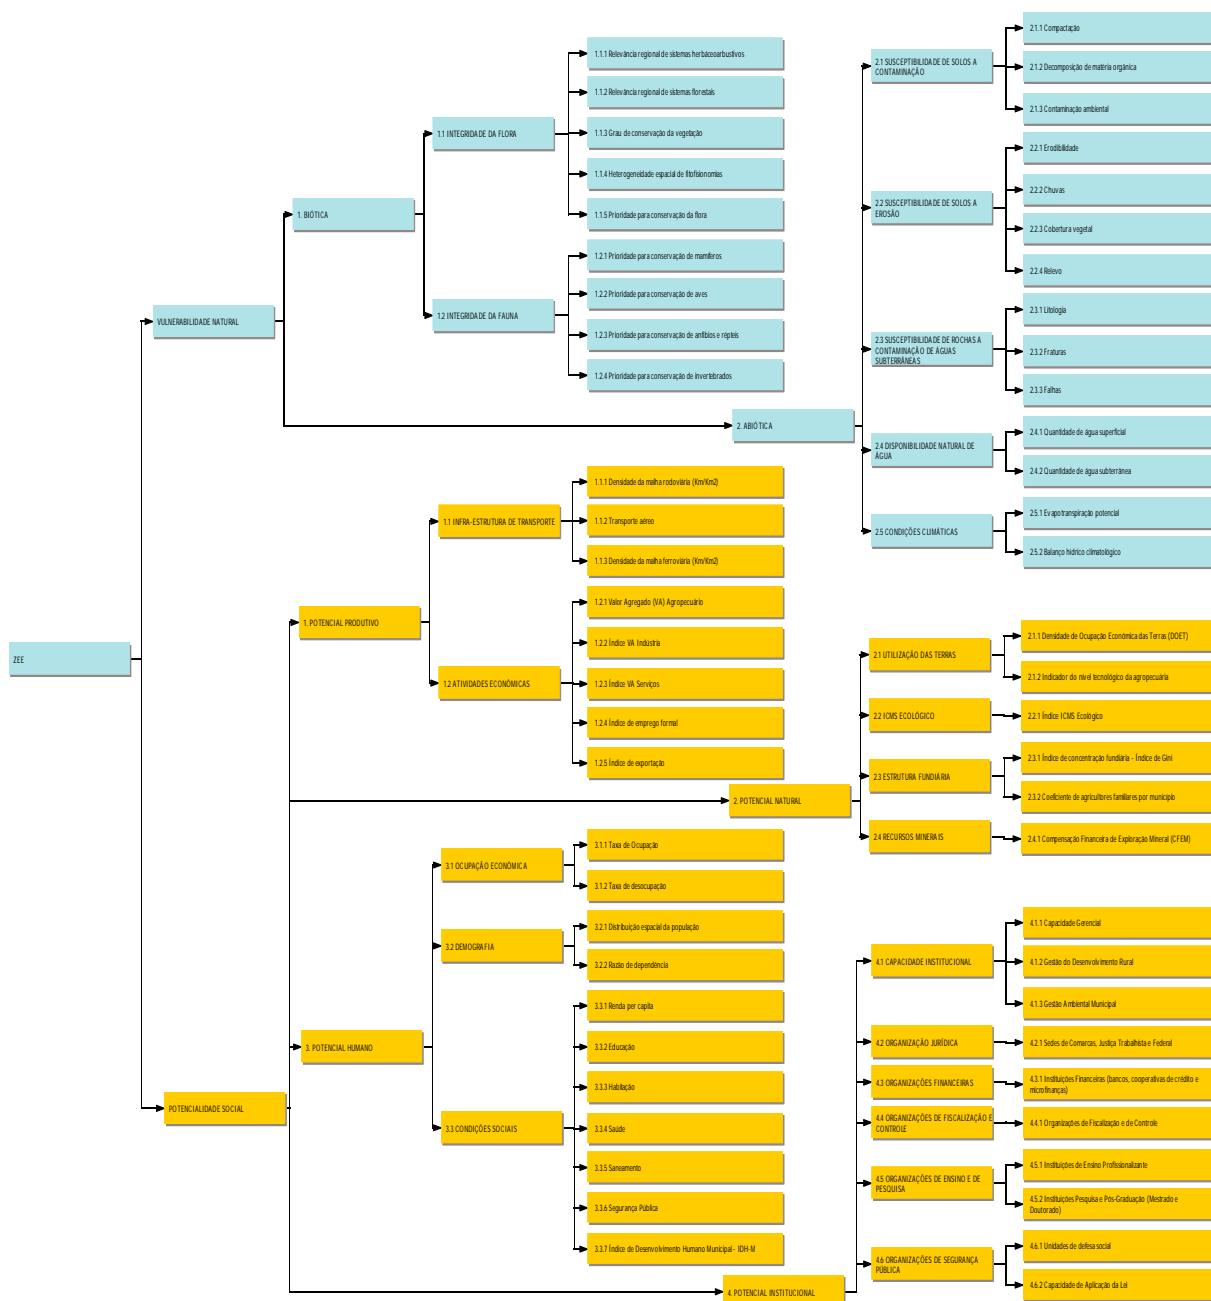 ZEE
VULNERABILIDADE NATURAL
1. BIÓTICA
1.1 INTEGRIDADE DA FLORA
1.1.1 Relevância regional de sistemas herbáceoarbustivos
1.1.2 Relevância regional de sistemas florestais
1.1.3 Grau de conservação da vegetação
1.1.4 Heterogeneidade espacial de fitofisionomias
1.1.5 Prioridade para conservação da flora
1.2 INTEGRIDADE DA FAUNA
1.2.1 Prioridade para conservação de mamíferos
1.2.2 Prioridade para conservação de aves
1.2.3 Prioridade para conservação de anfíbios e répteis
1.2.4 Prioridade para conservação de invertebrados
2. ABIÓTICA
2.1 SUSCEPTIBILIDADE DE SOLOS A
CONTAMINAÇÃO
2.1.1 Compactação
2.1.2 Decomposição de matéria orgânica
2.1.3 Contaminação ambiental
2.2 SUSCEPTIBILIDADE DE SOLOS A
EROSÃO
2.2.1 Erodibilidade
2.2.2 Chuvas
2.2.3 Cobertura vegetal
2.2.4 Relevo
2.3 SUSCEPTIBILIDADE DE ROCHAS A
CONTAMINAÇÃO DE ÁGUAS
SUBTERRÂNEAS
2.3.1 Litologia
2.3.2 Fraturas
2.3.3 Falhas
2.4 DISPONIBILIDADE NATURAL DE
ÁGUA
2.4.1 Quantidade de água superficial
2.4.2 Quantidade de água subterrânea
2.5 CONDIÇÕES CLIMÁTICAS
2.5.1 Evapotranspiração potencial
2.5.2 Balanço hídrico climatológico
POTENCIALIDADE SOCIAL
1. POTENCIAL PRODUTIVO
1.1 INFRA-ESTRUTURA DE TRANSPORTE
1.1.1 Densidade da malha rodoviária (Km/Km2)
1.1.2 Transporte aéreo
1.1.3 Densidade da malha ferroviária (Km/Km2)
1.2 ATIVIDADES ECONÔMICAS
1.2.1 Valor Agregado (VA) Agropecuário
1.2.2 Índice VA Indústria
1.2.3 Índice VA Serviços
1.2.4 Índice de emprego formal
1.2.5 Índice de exportação
2. POTENCIAL NATURAL
2.1 UTILIZAÇÃO DAS TERRAS
2.1.1 Densidade de Ocupação Econômica das Terras (DOET)
2.1.2 Indicador do nível tecnológico da agropecuária
2.2 ICMS ECOLÓGICO
2.2.1 Índice ICMS Ecológico
2.3 ESTRUTURA FUNDIÁRIA
2.3.1 Índice de concentração fundiária - Índice de Gini
2.3.2 Coeficiente de agricultores familiares por município
2.4 RECURSOS MINERAIS
2.4.1 Compensação Financeira de Exploração Mineral (CFEM)
3. POTENCIAL HUMANO
3.1 OCUPAÇÃO ECONÔMICA
3.1.1 Taxa de Ocupação
3.1.2 Taxa de desocupação
3.2 DEMOGRAFIA
3.2.1 Distribuição espacial da população
3.2.2 Razão de dependência
3.3 CONDIÇÕES SOCIAIS
3.3.1 Renda per capita
3.3.2 Educação
3.3.3 Habitação
3.3.4 Saúde
3.3.5 Saneamento
3.3.6 Segurança Pública
3.3.7 Índice de Desenvolvimento Humano Municipal - IDH-M
4. POTENCIAL INSTITUCIONAL
4.1 CAPACIDADE INSTITUCIONAL
4.1.1 Capacidade Gerencial
4.1.2 Gestão do Desenvolvimento Rural
4.1.3 Gestão Ambiental Municipal
4.2 ORGANIZAÇÃO JURÍDICA
4.2.1 Sedes de Comarcas, Justiça Trabalhista e Federal
4.3 ORGANIZAÇÕES FINANCEIRAS
4.3.1 Instituições Financeiras (bancos, cooperativas de crédito e
microfinanças)
4.4 ORGANIZAÇÕES DE FISCALIZAÇÃO E
CONTROLE
4.4.1 Organizações de Fiscalização e de Controle
4.5 ORGANIZAÇÕES DE ENSINO E DE
PESQUISA
4.5.1 Instituições de Ensino Profissionalizante
4.5.2 Instituições Pesquisa e Pós-Graduação (Mestrado e
Doutorado)
4.6 ORGANIZAÇÕES DE SEGURANÇA
PÚBLICA
4.6.1 Unidades de defesa social
4.6.2 Capacidade de Aplicação da Lei